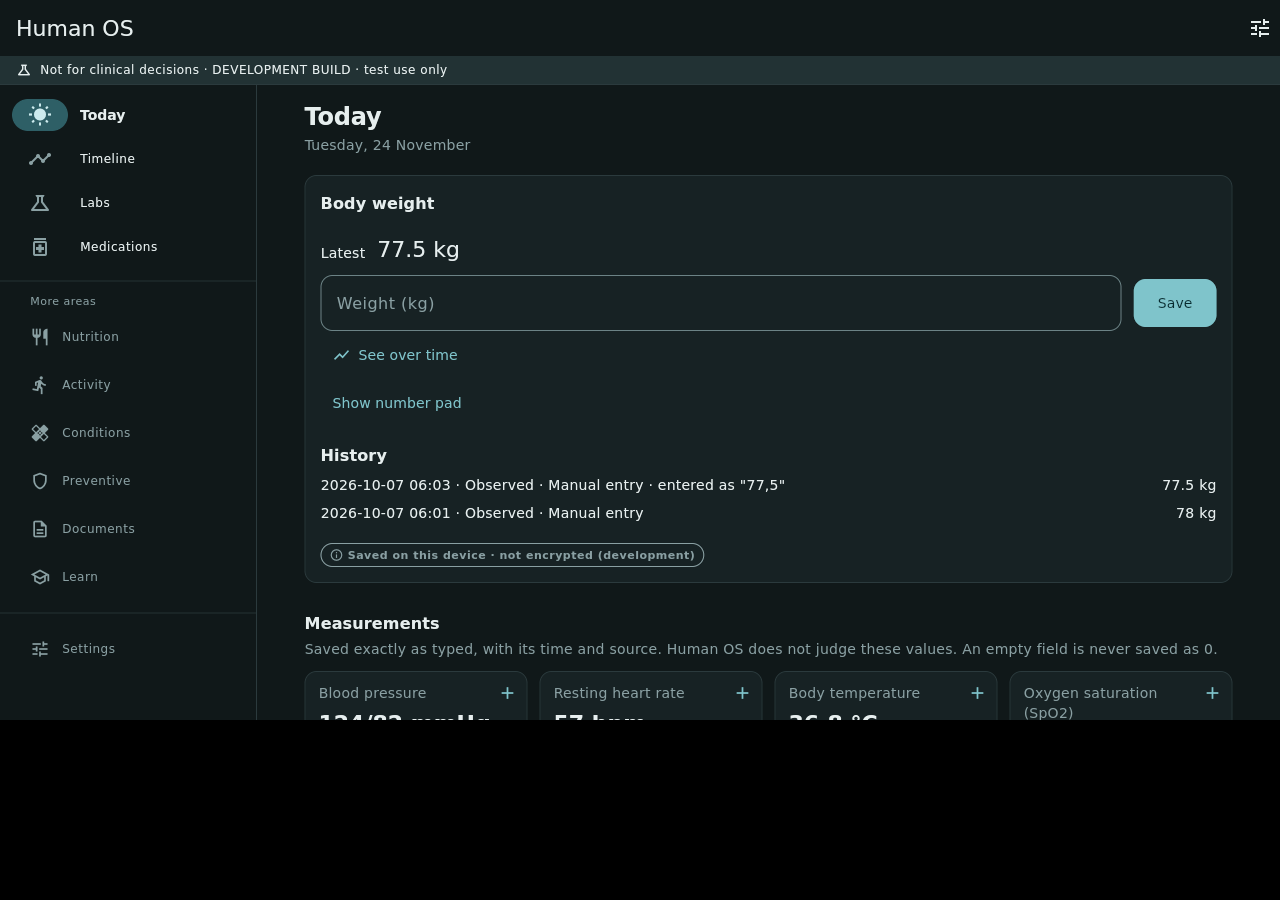 Human OS
Not for clinical decisions · DEVELOPMENT BUILD · test use only
Today
Timeline
Labs
Medications
More areas
Nutrition
Activity
Conditions
Preventive
Documents
Learn
Settings
Today
Tuesday, 24 November
Body weight
Latest 77.5 kg
Weight (kg)
Save
See over time
Show number pad
History
2026-10-07 06:03 · Observed · Manual entry · entered as "77,5" 77.5 kg
2026-10-07 06:01 · Observed · Manual entry 78 kg
Saved on this device · not encrypted (development)
Measurements
Saved exactly as typed, with its time and source. Human OS does not judge these values. An empty field is never saved as 0.
Blood pressure
Resting heart rate
Body temperature
Oxygen saturation
(SpO2)